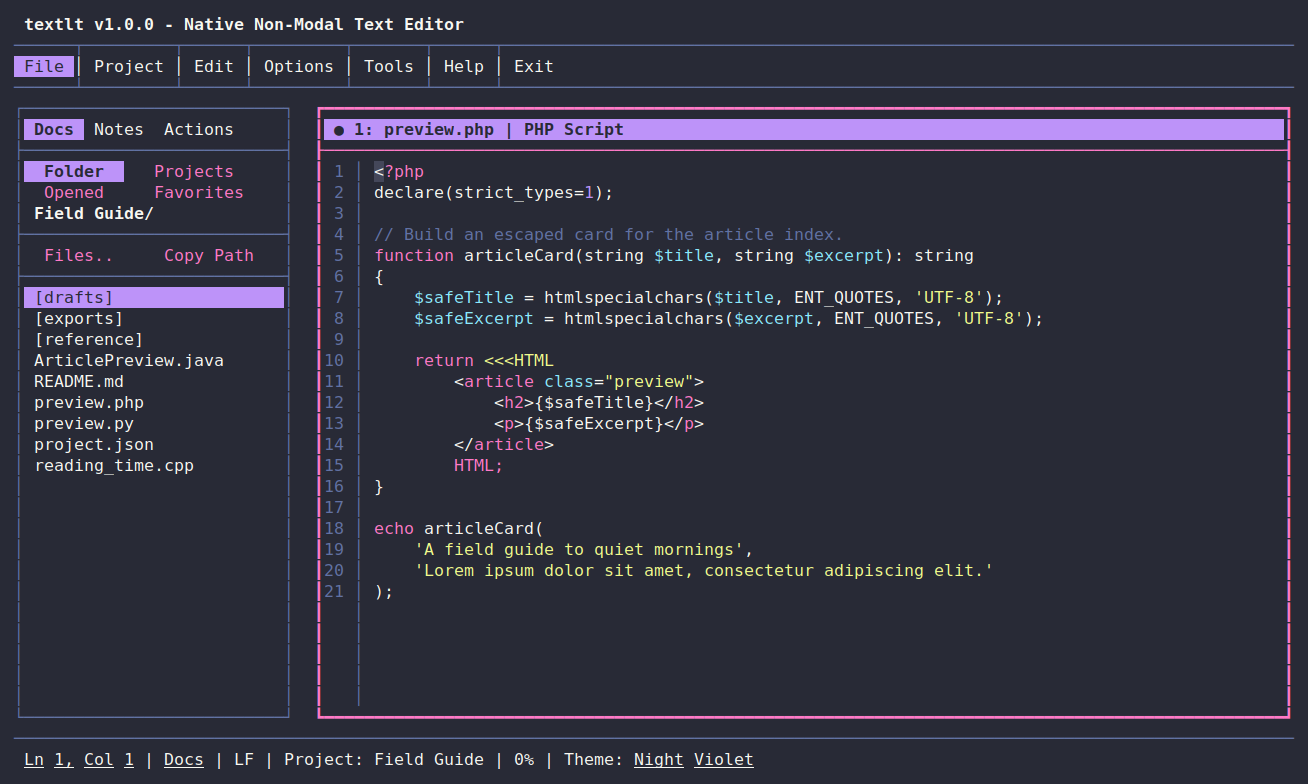 textlt v1.0.0 - Native Non-Modal Text Editor
File | Project | Edit | Options | Tools | Help | Exit
Docs Notes Actions
Folder Projects
Opened Favorites
Field Guide/
Files.. Copy Path
[drafts]
[exports]
[reference]
ArticlePreview.java
README.md
preview.php
preview.py
project.json
reading_time.cpp
● 1: preview.php | PHP Script
1 <?php
2 declare(strict_types=1);
3
4 // Build an escaped card for the article index.
5 function articleCard(string $title, string $excerpt): string
6 {
7     $safeTitle = htmlspecialchars($title, ENT_QUOTES, 'UTF-8');
8     $safeExcerpt = htmlspecialchars($excerpt, ENT_QUOTES, 'UTF-8');
9
10     return <<<HTML
11         <article class="preview">
12             <h2>{$safeTitle}</h2>
13             <p>{$safeExcerpt}</p>
14         </article>
15         HTML;
16 }
17
18 echo articleCard(
19     'A field guide to quiet mornings',
20     'Lorem ipsum dolor sit amet, consectetur adipiscing elit.'
21 );
Ln 1, Col 1 | Docs | LF | Project: Field Guide | 0% | Theme: Night Violet